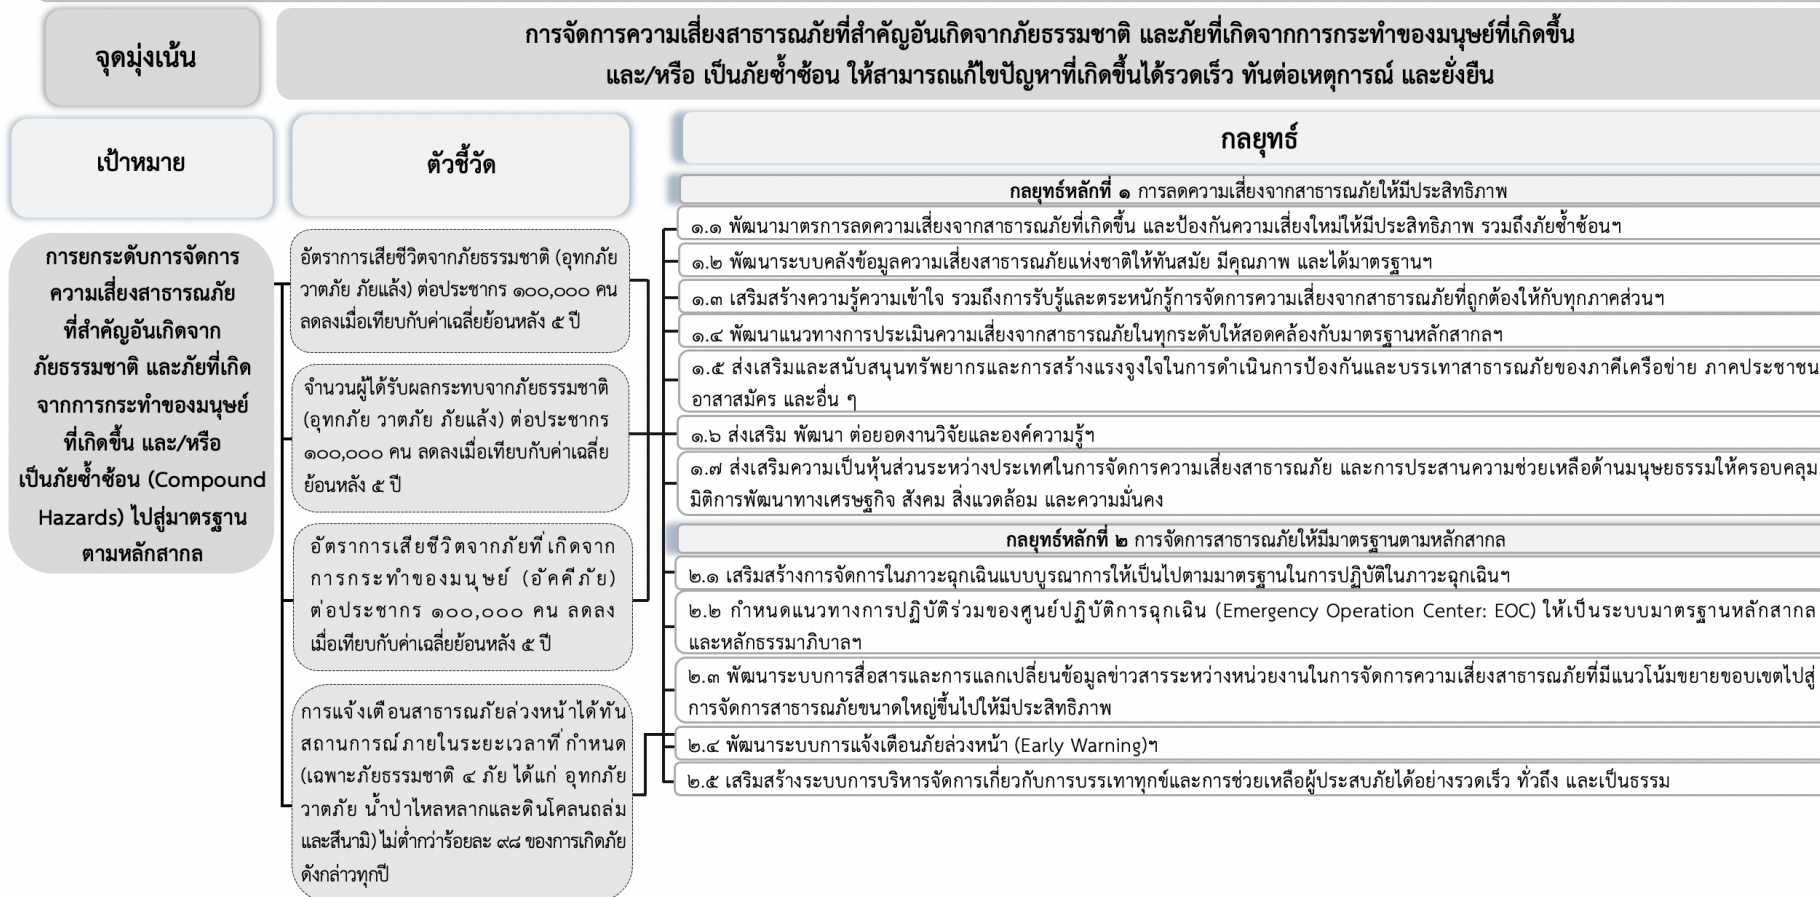 จุดมุ่งเน้น
การจัดการความเสี่ยงสาธารณภัยที่สำคัญอันเกิดจากภัยธรรมชาติ และภัยที่เกิดจากการกระทำของมนุษย์ที่เกิดขึ้น
และ/หรือ เป็นภัยซ้ำซ้อน ให้สามารถแก้ไขปัญหาที่เกิดขึ้นได้รวดเร็ว ทันต่อเหตุการณ์ และยั่งยืน
เป้าหมาย
ตัวชี้วัด
กลยุทธ์
การยกระดับการจัดการ
ความเสี่ยงสาธารณภัย
ที่สำคัญอันเกิดจาก
ภัยธรรมชาติ และภัยที่เกิด
จากการกระทำของมนุษย์
ที่เกิดขึ้น และ/หรือ
เป็นภัยซ้ำซ้อน (Compound
Hazards) ไปสู่มาตรฐาน
ตามหลักสากล
อัตราการเสียชีวิตจากภัยธรรมชาติ (อุทกภัย
วาตภัย ภัยแล้ง) ต่อประชากร ๑๐๐,๐๐๐ คน
ลดลงเมื่อเทียบกับค่าเฉลี่ยย้อนหลัง ๕ ปี
จำนวนผู้ได้รับผลกระทบจากภัยธรรมชาติ
(อุทกภัย วาตภัย ภัยแล้ง) ต่อประชากร
๑๐๐,๐๐๐ คน ลดลงเมื่อเทียบกับค่าเฉลี่ย
ย้อนหลัง ๕ ปี
อัตราการเสียชีวิตจากภัยที่เกิดจาก
การกระทำของมนุษย์ (อัคคีภัย)
ต่อประชากร ๑๐๐,๐๐๐ คน ลดลง
เมื่อเทียบกับค่าเฉลี่ยย้อนหลัง ๕ ปี
การแจ้งเตือนสาธารณภัยล่วงหน้าได้ทัน
สถานการณ์ภายในระยะเวลาที่กำหนด
(เฉพาะภัยธรรมชาติ ๔ ภัย ได้แก่ อุทกภัย
วาตภัย น้ำป่าไหลหลากและดินโคลนถล่ม
และสึนามิ) ไม่ต่ำกว่าร้อยละ ๙๘ ของการเกิดภัย
ดังกล่าวทุกปี
กลยุทธ์หลักที่ ๑ การลดความเสี่ยงจากสาธารณภัยให้มีประสิทธิภาพ
๑.๑ พัฒนามาตรการลดความเสี่ยงจากสาธารณภัยที่เกิดขึ้น และป้องกันความเสี่ยงใหม่ให้มีประสิทธิภาพ รวมถึงภัยซ้ำซ้อนฯ
๑.๒ พัฒนาระบบคลังข้อมูลความเสี่ยงสาธารณภัยแห่งชาติให้ทันสมัย มีคุณภาพ และได้มาตรฐานฯ
๑.๓ เสริมสร้างความรู้ความเข้าใจ รวมถึงการรับรู้และตระหนักรู้การจัดการความเสี่ยงจากสาธารณภัยที่ถูกต้องให้กับทุกภาคส่วนฯ
๑.๔ พัฒนาแนวทางการประเมินความเสี่ยงจากสาธารณภัยในทุกระดับให้สอดคล้องกับมาตรฐานหลักสากลฯ
๑.๕ ส่งเสริมและสนับสนุนทรัพยากรและการสร้างแรงจูงใจในการดำเนินการป้องกันและบรรเทาสาธารณภัยของภาคีเครือข่าย ภาคประชาชน
อาสาสมัคร และอื่น ๆ
๑.๖ ส่งเสริม พัฒนา ต่อยอดงานวิจัยและองค์ความรู้ฯ
๑.๗ ส่งเสริมความเป็นหุ้นส่วนระหว่างประเทศในการจัดการความเสี่ยงสาธารณภัย และการประสานความช่วยเหลือด้านมนุษยธรรมให้ครอบคลุม
มิติการพัฒนาทางเศรษฐกิจ สังคม สิ่งแวดล้อม และความมั่นคง
กลยุทธ์หลักที่ ๒ การจัดการสาธารณภัยให้มีมาตรฐานตามหลักสากล
๒.๑ เสริมสร้างการจัดการในภาวะฉุกเฉินแบบบูรณาการให้เป็นไปตามมาตรฐานในการปฏิบัติในภาวะฉุกเฉินฯ
๒.๒ กำหนดแนวทางการปฏิบัติร่วมของศูนย์ปฏิบัติการฉุกเฉิน (Emergency Operation Center: EOC) ให้เป็นระบบมาตรฐานหลักสากล
และหลักธรรมาภิบาลฯ
๒.๓ พัฒนาระบบการสื่อสารและการแลกเปลี่ยนข้อมูลข่าวสารระหว่างหน่วยงานในการจัดการความเสี่ยงสาธารณภัยที่มีแนวโน้มขยายขอบเขตไปสู่
การจัดการสาธารณภัยขนาดใหญ่ขึ้นไปให้มีประสิทธิภาพ
๒.๔ พัฒนาระบบการแจ้งเตือนภัยล่วงหน้า (Early Warning)ฯ
๒.๕ เสริมสร้างระบบการบริหารจัดการเกี่ยวกับการบรรเทาทุกข์และการช่วยเหลือผู้ประสบภัยได้อย่างรวดเร็ว ทั่วถึง และเป็นธรรม